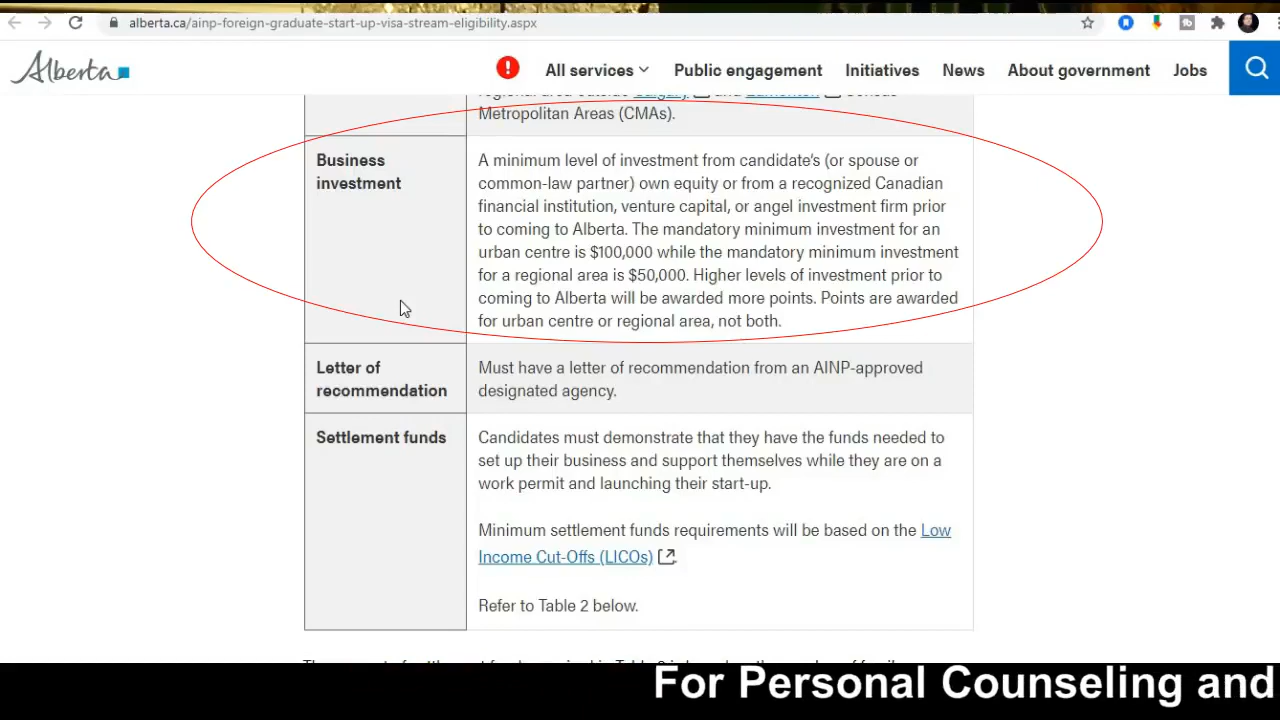 alberta.ca/ainp-foreign-graduate-start-up-visa-stream-eligibility.aspx
Alberta
All services
Public engagement
Initiatives
News
About government
Jobs
Metropolitan Areas (CMAs).
Business
investment
A minimum level of investment from candidate's (or spouse or
common-law partner) own equity or from a recognized Canadian
financial institution, venture capital, or angel investment firm prior
to coming to Alberta. The mandatory minimum investment for an
urban centre is $100,000 while the mandatory minimum investment
for a regional area is $50,000. Higher levels of investment prior to
coming to Alberta will be awarded more points. Points are awarded
for urban centre or regional area, not both.
Letter of
recommendation
Must have a letter of recommendation from an AINP-approved
designated agency.
Settlement funds
Candidates must demonstrate that they have the funds needed to
set up their business and support themselves while they are on a
work permit and launching their start-up.
Minimum settlement funds requirements will be based on the Low
Income Cut-Offs (LICOs).
Refer to Table 2 below.
For Personal Counseling and